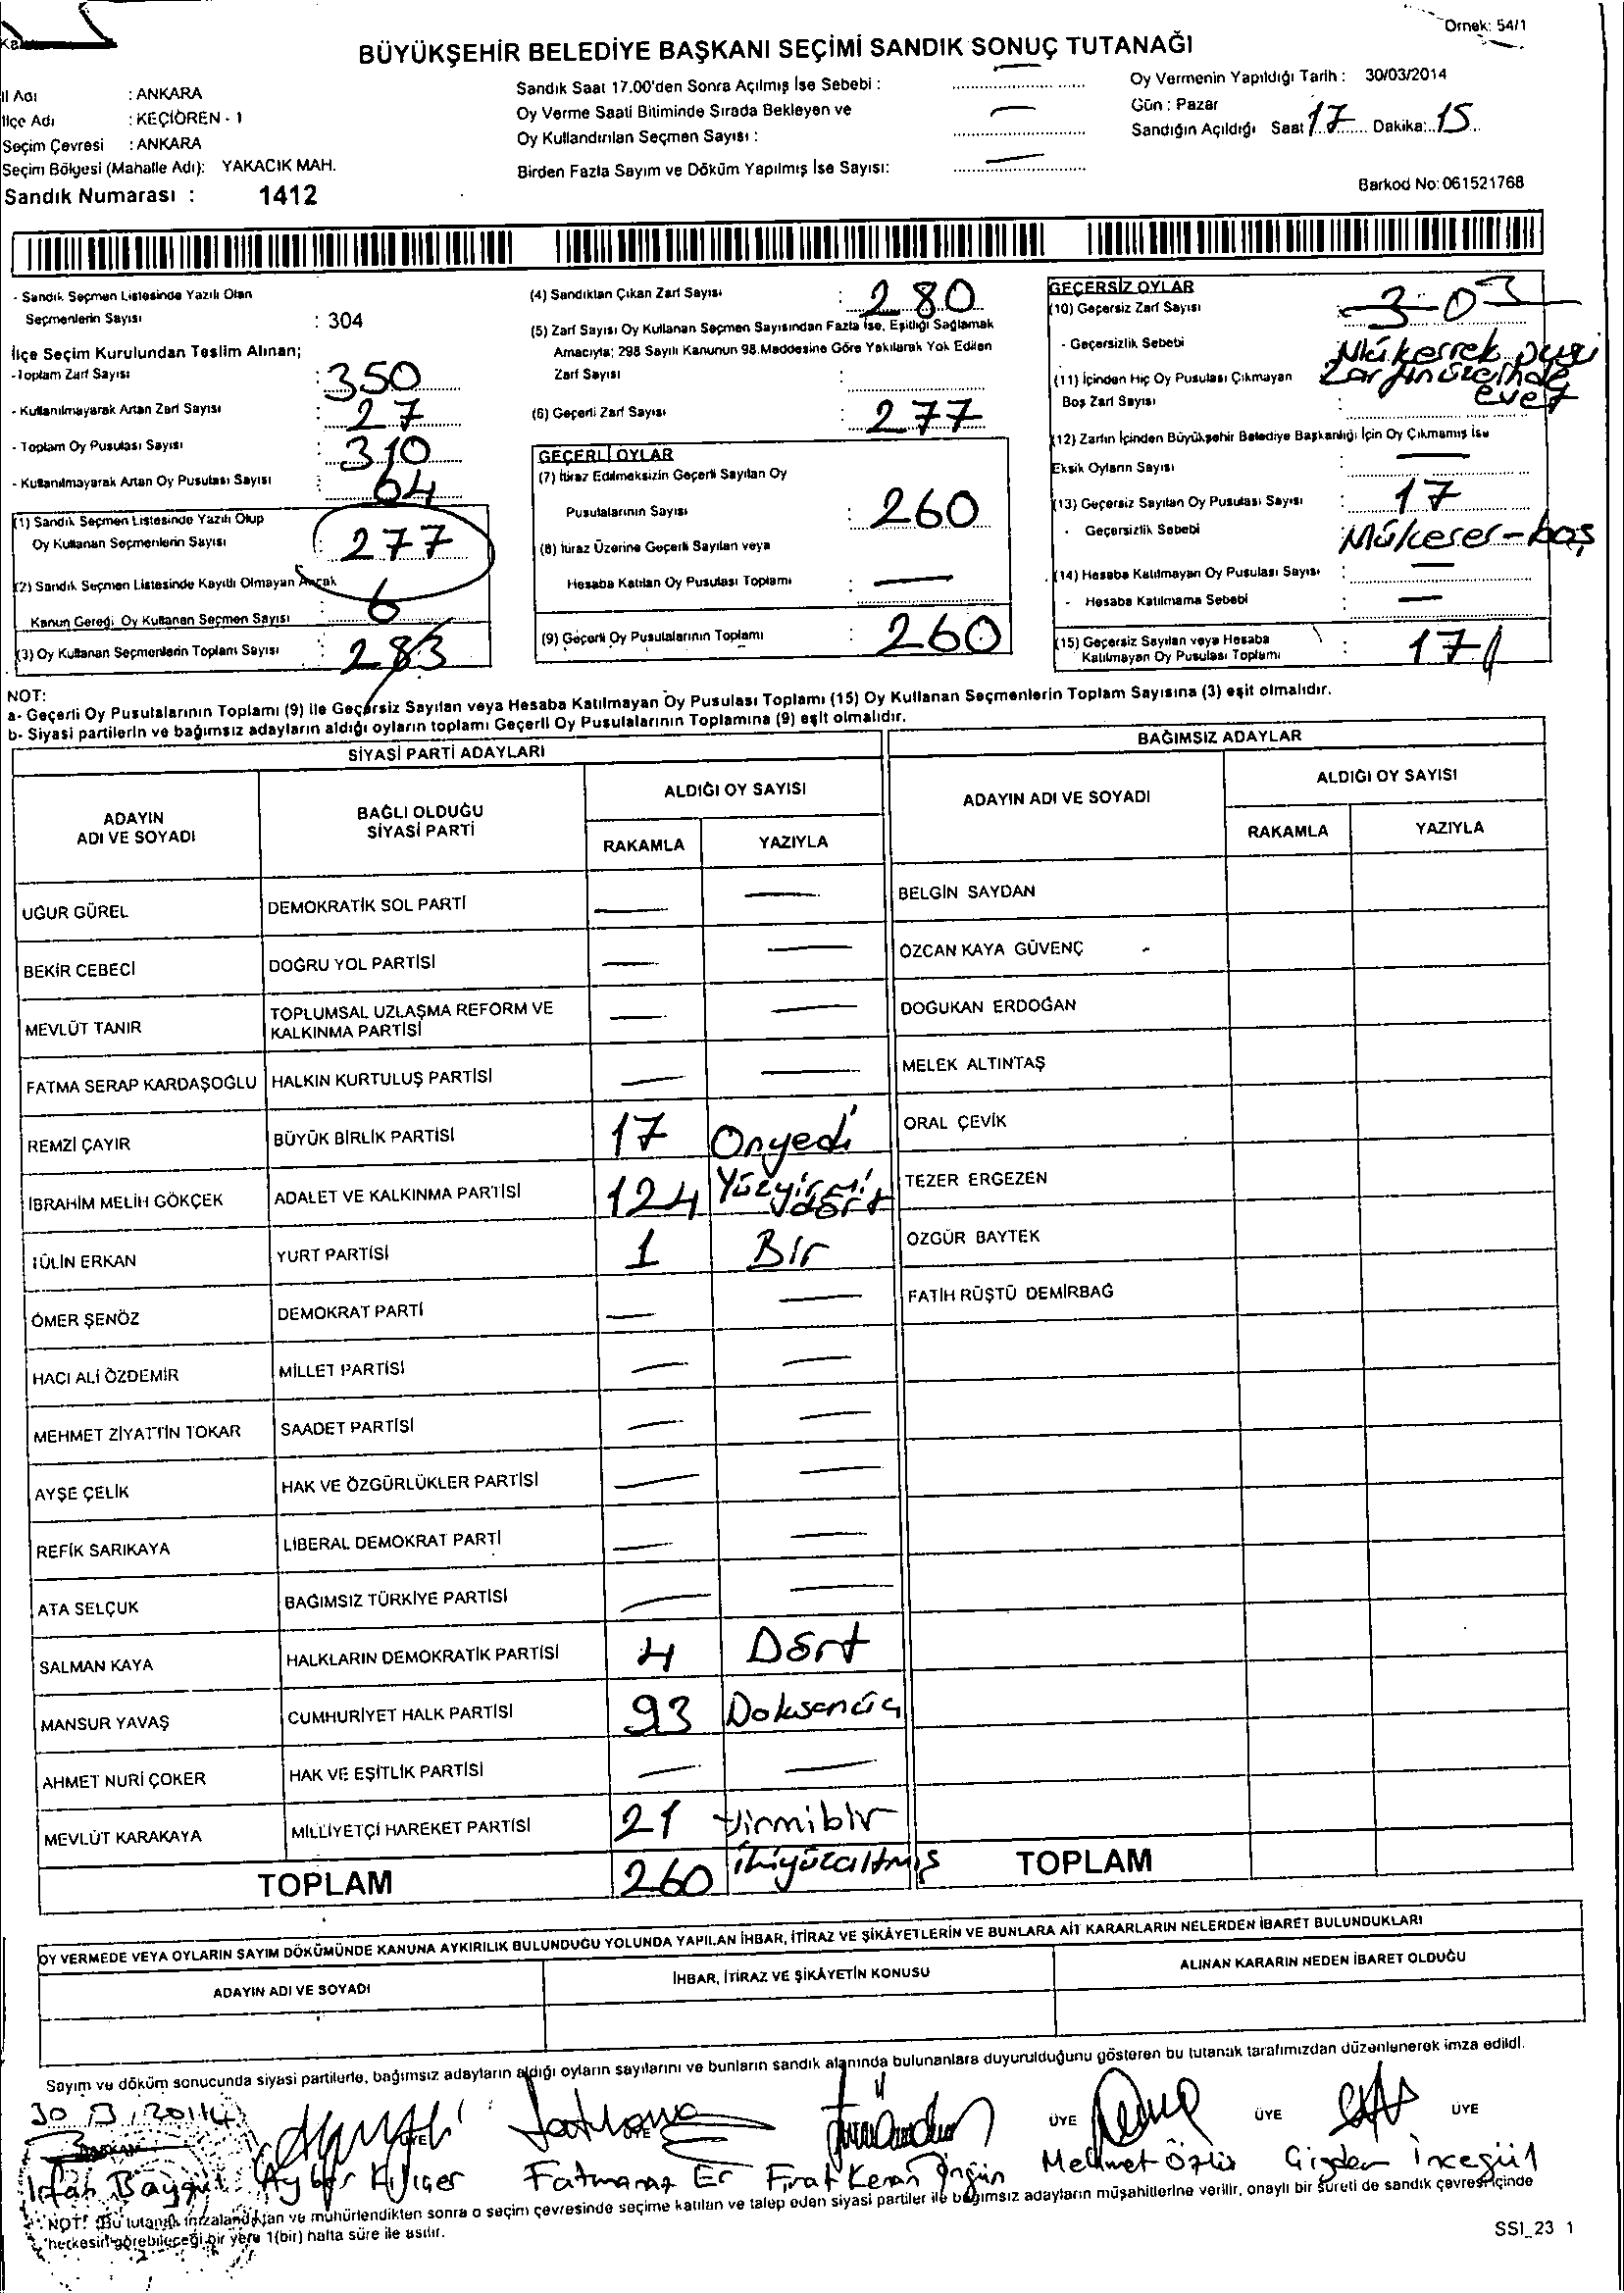 Örnek: 54/1
BÜYÜKŞEHİR BELEDİYE BAŞKANI SEÇİMİ SANDIK SONUÇ TUTANAĞI
İl Adı : ANKARA
İlçe Adı : KEÇİÖREN - 1
Seçim Çevresi : ANKARA
Seçim Bölgesi (Mahalle Adı): YAKACIK MAH.
Sandık Numarası : 1412
Sandık Saat 17.00'den Sonra Açılmış İse Sebebi : —
Oy Verme Saati Bitiminde Sırada Bekleyen ve
Oy Kullandırılan Seçmen Sayısı : —
Birden Fazla Sayım ve Döküm Yapılmış İse Sayısı: —
Oy Vermenin Yapıldığı Tarih : 30/03/2014
Gün : Pazar
Sandığın Açıldığı Saat 17 Dakika: 15
Barkod No: 061521768
- Sandık Seçmen Listesinde Yazılı Olan
Seçmenlerin Sayısı : 304
İlçe Seçim Kurulundan Teslim Alınan;
- Toplam Zarf Sayısı : 350
- Kullanılmayarak Artan Zarf Sayısı : 27
- Toplam Oy Pusulası Sayısı : 310
- Kullanılmayarak Artan Oy Pusulası Sayısı : 64
(1) Sandık Seçmen Listesinde Yazılı Olup
Oy Kullanan Seçmenlerin Sayısı : 277
(2) Sandık Seçmen Listesinde Kayıtlı Olmayan Ancak
Kanun Gereği Oy Kullanan Seçmen Sayısı : 6
(3) Oy Kullanan Seçmenlerin Toplam Sayısı : 283
(4) Sandıktan Çıkan Zarf Sayısı : 280
(5) Zarf Sayısı Oy Kullanan Seçmen Sayısından Fazla İse, Eşitliği Sağlamak
Amacıyla; 298 Sayılı Kanunun 98.Maddesine Göre Yakılarak Yok Edilen
Zarf Sayısı :
(6) Geçerli Zarf Sayısı : 277
GEÇERLİ OYLAR
(7) İtiraz Edilmeksizin Geçerli Sayılan Oy
Pusulalarının Sayısı : 260
(8) İtiraz Üzerine Geçerli Sayılan veya
Hesaba Katılan Oy Pusulası Toplamı : —
(9) Geçerli Oy Pusulalarının Toplamı : 260
GEÇERSİZ OYLAR
(10) Geçersiz Zarf Sayısı 3-03
- Geçersizlik Sebebi Mükerrek
Zarfın üzerinde
evet
(11) İçinden Hiç Oy Pusulası Çıkmayan
Boş Zarf Sayısı :
(12) Zarfın İçinden Büyükşehir Belediye Başkanlığı İçin Oy Çıkmamış İse
Eksik Oyların Sayısı : —
(13) Geçersiz Sayılan Oy Pusulası Sayısı : 17
- Geçersizlik Sebebi Mükerer-boş
(14) Hesaba Katılmayan Oy Pusulası Sayısı : —
- Hesaba Katılmama Sebebi : —
(15) Geçersiz Sayılan veya Hesaba
Katılmayan Oy Pusulası Toplamı : 17
NOT:
a- Geçerli Oy Pusulalarının Toplamı (9) ile Geçersiz Sayılan veya Hesaba Katılmayan Oy Pusulası Toplamı (15) Oy Kullanan Seçmenlerin Toplam Sayısına (3) eşit olmalıdır.
b- Siyasi partilerin ve bağımsız adayların aldığı oyların toplamı Geçerli Oy Pusulalarının Toplamına (9) eşit olmalıdır.
SİYASİ PARTİ ADAYLARI
BAĞIMSIZ ADAYLAR
ADAYIN
ADI VE SOYADI
BAĞLI OLDUĞU
SİYASİ PARTİ
ALDIĞI OY SAYISI
RAKAMLA YAZIYLA
ADAYIN ADI VE SOYADI
ALDIĞI OY SAYISI
RAKAMLA YAZIYLA
UĞUR GÜREL DEMOKRATİK SOL PARTİ — — BELGİN SAYDAN
BEKİR CEBECİ DOĞRU YOL PARTİSİ — — ÖZCAN KAYA GÜVENÇ -
MEVLÜT TANIR TOPLUMSAL UZLAŞMA REFORM VE KALKINMA PARTİSİ — — DOĞUKAN ERDOĞAN
FATMA SERAP KARDAŞOĞLU HALKIN KURTULUŞ PARTİSİ — — MELEK ALTINTAŞ
REMZİ ÇAYIR BÜYÜK BİRLİK PARTİSİ 17 Onyedi ORAL ÇEVİK
İBRAHİM MELİH GÖKÇEK ADALET VE KALKINMA PARTİSİ 124 Yüzyirmi dört TEZER ERGEZEN
TÜLİN ERKAN YURT PARTİSİ 1 Bir ÖZGÜR BAYTEK
ÖMER ŞENÖZ DEMOKRAT PARTİ — — FATİH RÜŞTÜ DEMİRBAĞ
HACI ALİ ÖZDEMİR MİLLET PARTİSİ — —
MEHMET ZİYATTİN TOKAR SAADET PARTİSİ — —
AYŞE ÇELİK HAK VE ÖZGÜRLÜKLER PARTİSİ — —
REFİK SARIKAYA LİBERAL DEMOKRAT PARTİ — —
ATA SELÇUK BAĞIMSIZ TÜRKİYE PARTİSİ — —
SALMAN KAYA HALKLARIN DEMOKRATİK PARTİSİ 4 Dört
MANSUR YAVAŞ CUMHURİYET HALK PARTİSİ 93 Doksanüç
AHMET NURİ ÇOKER HAK VE EŞİTLİK PARTİSİ — —
MEVLÜT KARAKAYA MİLLİYETÇİ HAREKET PARTİSİ 21 Yirmibir
TOPLAM 260 ikiyüzaltmış TOPLAM
OY VERMEDE VEYA OYLARIN SAYIM DÖKÜMÜNDE KANUNA AYKIRILIK BULUNDUĞU YOLUNDA YAPILAN İHBAR, İTİRAZ VE ŞİKÂYETLERİN VE BUNLARA AİT KARARLARIN NELERDEN İBARET BULUNDUKLARI
ADAYIN ADI VE SOYADI İHBAR, İTİRAZ VE ŞİKÂYETİN KONUSU ALINAN KARARIN NEDEN İBARET OLDUĞU
Sayım ve döküm sonucunda siyasi partilerle, bağımsız adayların aldığı oyların sayılarını ve bunların sandık alanında bulunanlara duyurulduğunu gösteren bu tutanak tarafımızdan düzenlenerek imza edildi.
30/3/2014
BAŞKAN ÜYE ÜYE ÜYE
İrfan Baygül Fatmanaz Er Fırat Kenan Mehmet Özlü Gigdem İncegül
NOT: Bu tutanak imzalandıktan ve mühürlendikten sonra o seçim çevresinde seçime katılan ve talep eden siyasi partiler ile bağımsız adayların müşahitlerine verilir, onaylı bir sureti de sandık çevresi içinde
herkesin görebileceği bir yere 1(bir) hafta süre ile asılır.
SSI_23 1